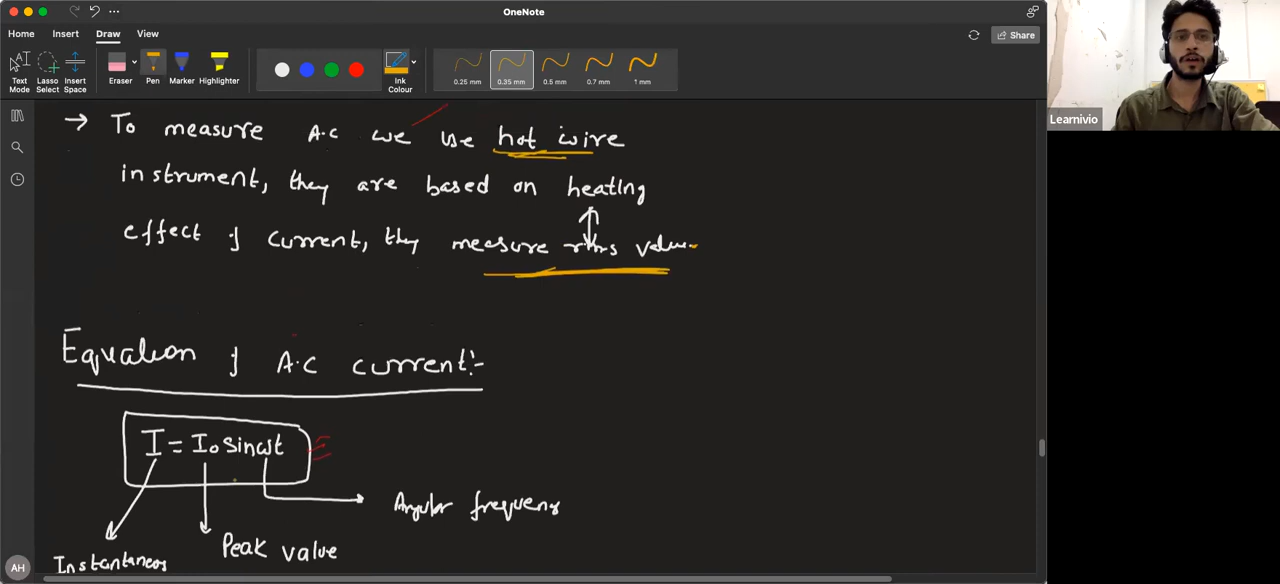 OneNote
Home Insert Draw View
Share
Text Mode
Lasso Select
Insert Space
Eraser
Pen
Marker
Highlighter
Ink Colour
0.25 mm
0.35 mm
0.5 mm
0.7 mm
1 mm
Learnivio
→ To measure A.C we use hot wire
instrument, they are based on heating
effect of current, they measure rms value.
Equation of A.C current:-
I = I₀ sinωt
Angular frequency
Peak value
Instantaneos
AH